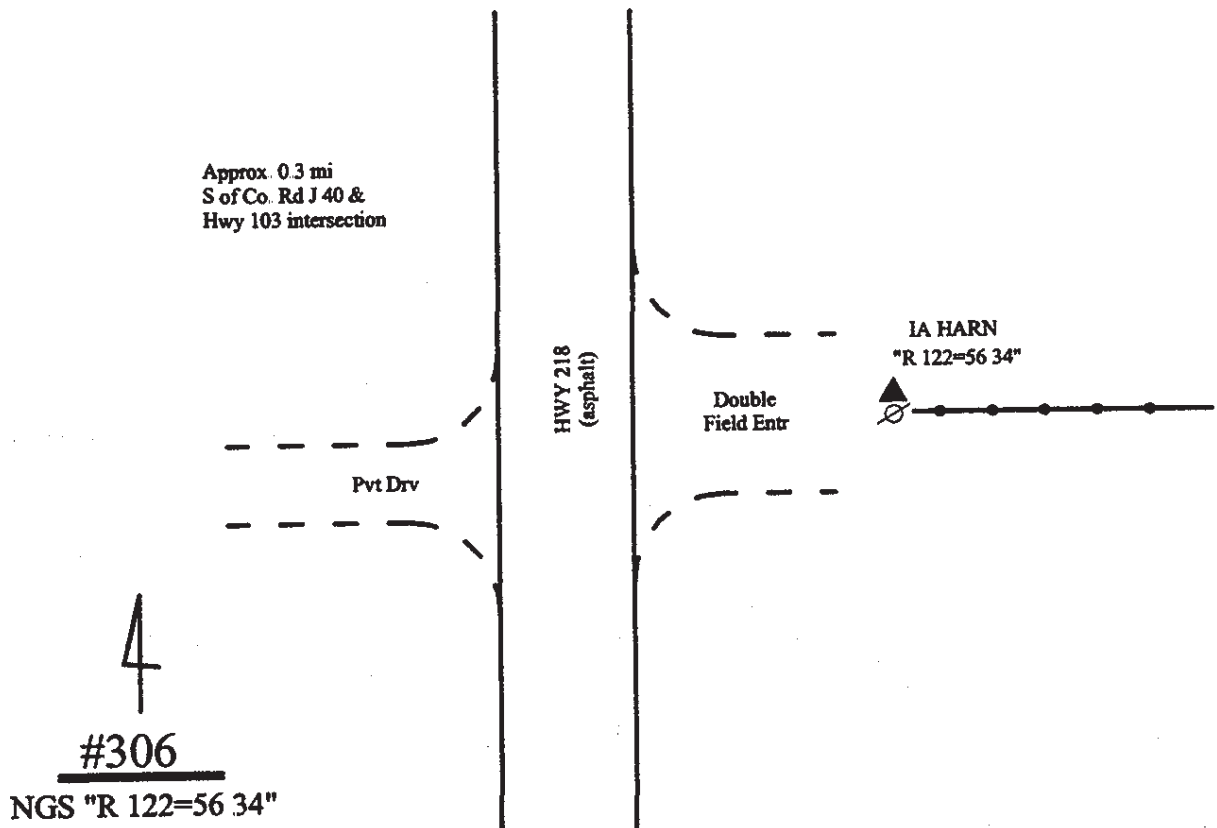 Approx. 0.3 mi
S of Co. Rd J 40 &
Hwy 103 intersection
HWY 218
(asphalt)
IA HARN
"R 122=56 34"
Double
Field Entr
Pvt Drv
#306
NGS "R 122=56 34"